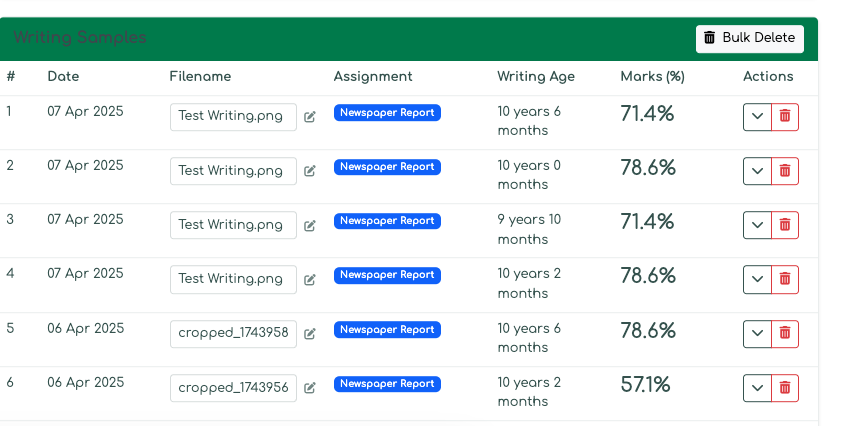 Writing Samples Bulk Delete
# Date Filename Assignment Writing Age Marks (%) Actions
1 07 Apr 2025 Test Writing.png Newspaper Report 10 years 6 71.4%
months
2 07 Apr 2025 Test Writing.png Newspaper Report 10 years 0 78.6%
months
3 07 Apr 2025 Test Writing.png Newspaper Report 9 years 10 71.4%
months
4 07 Apr 2025 Test Writing.png Newspaper Report 10 years 2 78.6%
months
5 06 Apr 2025 cropped_1743958 Newspaper Report 10 years 6 78.6%
months
6 06 Apr 2025 cropped_1743956 Newspaper Report 10 years 2 57.1%
months